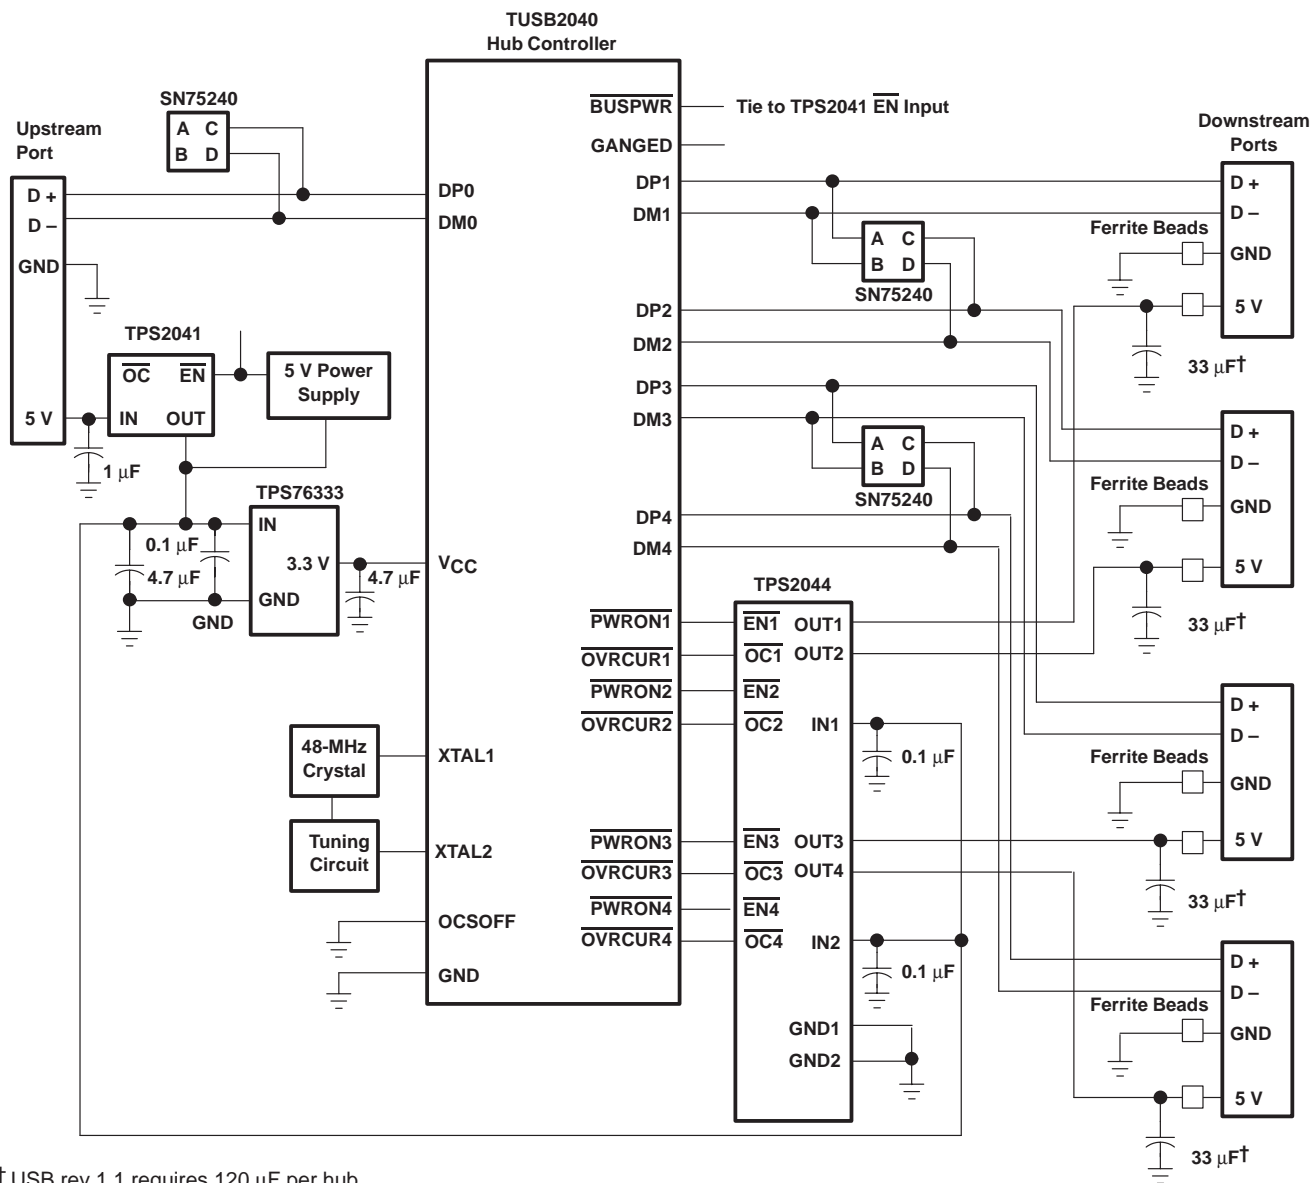 TUSB2040
Hub Controller
SN75240
A C
B D
Upstream
Port
D +
D –
GND
5 V
DP0
DM0
TPS2041
OC EN
IN OUT
5 V Power
Supply
1 μF
TPS76333
IN
3.3 V
GND
0.1 μF
4.7 μF
GND
4.7 μF
VCC
48-MHz
Crystal
XTAL1
Tuning
Circuit
XTAL2
OCSOFF
GND
BUSPWR
Tie to TPS2041 EN Input
GANGED
DP1
DM1
A C
B D
SN75240
DP2
DM2
DP3
DM3
A C
B D
SN75240
DP4
DM4
TPS2044
PWRON1
EN1 OUT1
OVRCUR1
OC1 OUT2
PWRON2
EN2
OVRCUR2
OC2 IN1
0.1 μF
PWRON3
EN3 OUT3
OVRCUR3
OC3 OUT4
PWRON4
EN4
OVRCUR4
OC4 IN2
0.1 μF
GND1
GND2
Downstream
Ports
D +
D –
Ferrite Beads
GND
5 V
33 μF†
D +
D –
Ferrite Beads
GND
5 V
33 μF†
D +
D –
Ferrite Beads
GND
5 V
33 μF†
D +
D –
Ferrite Beads
GND
5 V
33 μF†
† USB rev 1.1 requires 120 μF per hub.